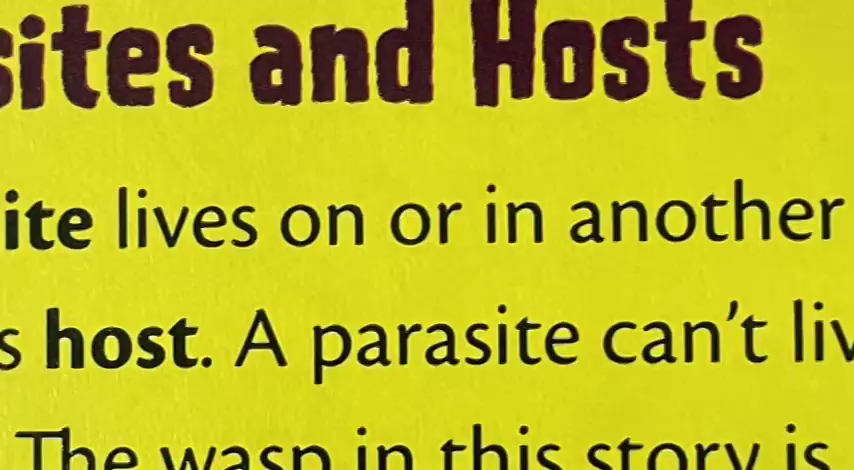 sites and Hosts
ite lives on or in another
s host. A parasite can't liv
The wasp in this story is